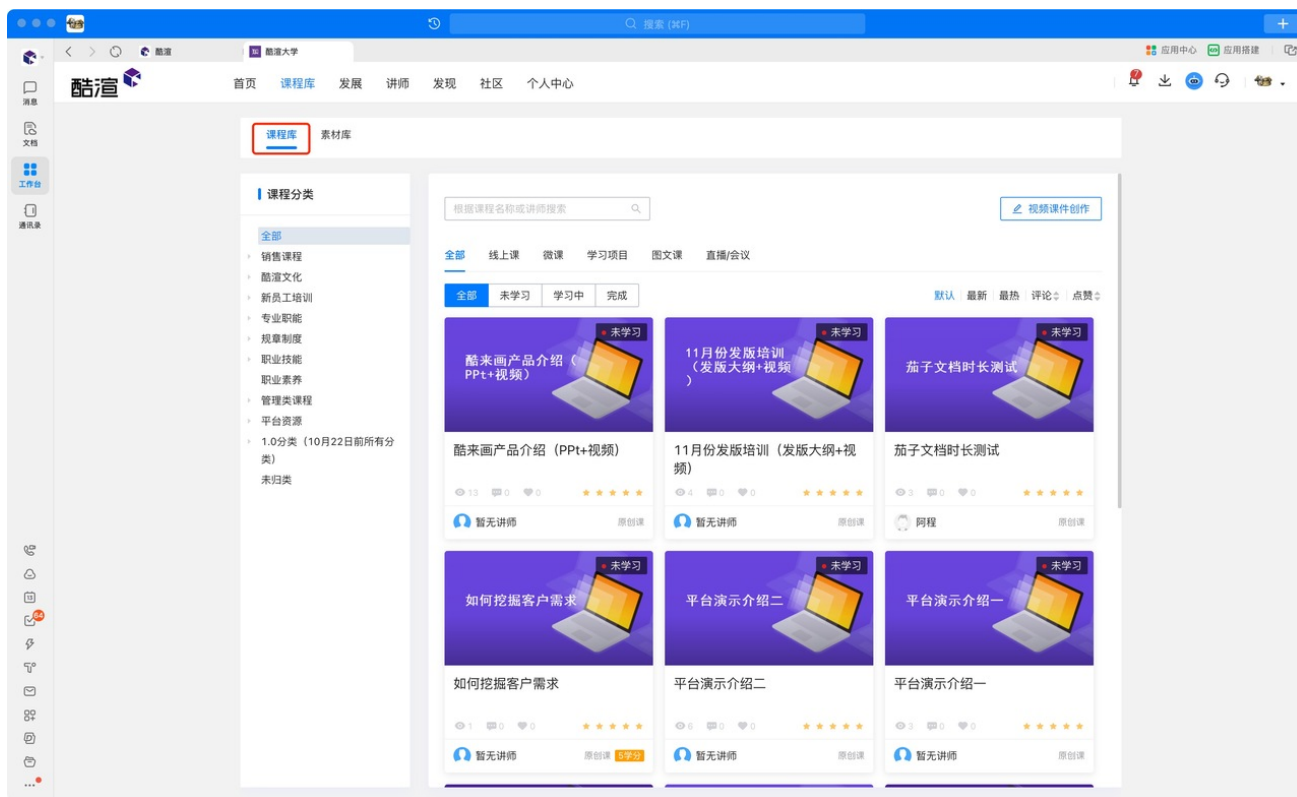 搜索 (⌘F)
酷渲
酷渲大学
应用中心
应用搭建
消息
文档
工作台
通讯录
64
酷渲
首页 课程库 发展 讲师 发现 社区 个人中心
7
课程库 素材库
课程分类
全部
销售课程
酷渲文化
新员工培训
专业职能
规章制度
职业技能
职业素养
管理类课程
平台资源
1.0分类（10月22日前所有分
类）
未归类
根据课程名称或讲师搜索
视频课件创作
全部 线上课 微课 学习项目 图文课 直播/会议
全部 未学习 学习中 完成
默认 最新 最热 评论 点赞
未学习
酷来画产品介绍（
PPt+视频）
酷来画产品介绍（PPt+视频）
13 0 0
暂无讲师 原创课
未学习
11月份发版培训
（发版大纲+视频
）
11月份发版培训（发版大纲+视
频）
4 0 0
暂无讲师 原创课
未学习
茄子文档时长测试
茄子文档时长测试
3 0 0
阿程 原创课
未学习
如何挖掘客户需求
如何挖掘客户需求
1 0 0
暂无讲师 原创课 5学分
未学习
平台演示介绍二
平台演示介绍二
6 0 0
暂无讲师 原创课
未学习
平台演示介绍一
平台演示介绍一
3 0 0
暂无讲师 原创课